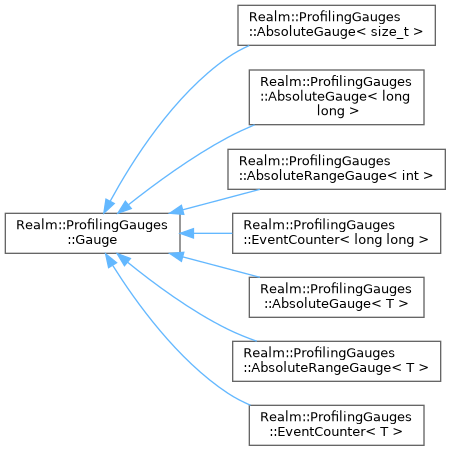 Realm::ProfilingGauges
::AbsoluteGauge< size_t >
Realm::ProfilingGauges
::AbsoluteGauge< long
long >
Realm::ProfilingGauges
::AbsoluteRangeGauge< int >
Realm::ProfilingGauges
::Gauge
Realm::ProfilingGauges
::EventCounter< long long >
Realm::ProfilingGauges
::AbsoluteGauge< T >
Realm::ProfilingGauges
::AbsoluteRangeGauge< T >
Realm::ProfilingGauges
::EventCounter< T >